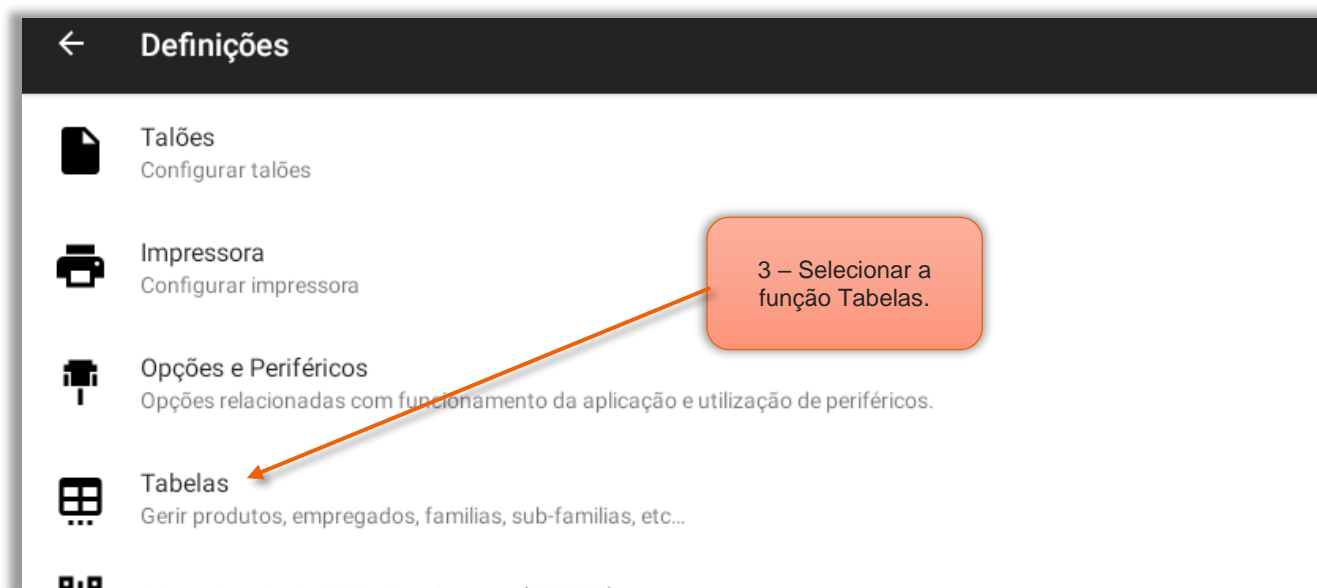 Definições
Talões
Configurar talões
Impressora
Configurar impressora
3 – Selecionar a
função Tabelas.
Opções e Periféricos
Opções relacionadas com funcionamento da aplicação e utilização de periféricos.
Tabelas
Gerir produtos, empregados, familias, sub-familias, etc...